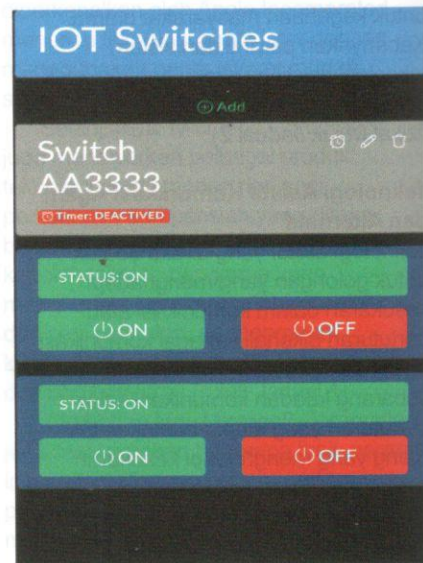 IOT Switches
Add
Switch
AA3333
Timer: DEACTIVED
STATUS: ON
ON OFF
STATUS: ON
ON OFF